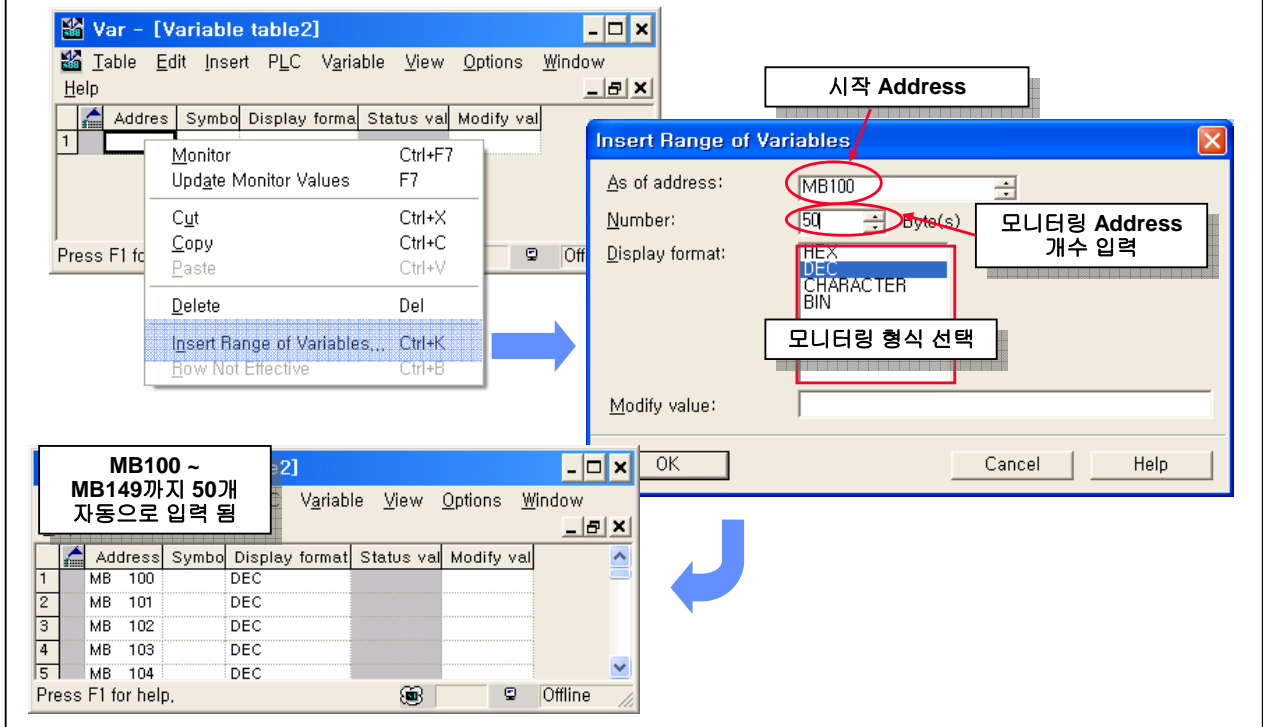 Var - [Variable table2]
Table Edit Insert PLC Variable View Options Window
Help
Addres Symbo Display forma Status val Modify val
1
Monitor Ctrl+F7
Update Monitor Values F7
Cut Ctrl+X
Copy Ctrl+C
Paste Ctrl+V
Delete Del
Insert Range of Variables... Ctrl+K
Row Not Effective Ctrl+B
Press F1 fo
Off
시작 Address
Insert Range of Variables
As of address: MB100
Number: 50 Byte(s)
모니터링 Address
개수 입력
Display format: HEX
DEC
CHARACTER
BIN
모니터링 형식 선택
Modify value:
OK Cancel Help
MB100 ~
MB149까지 50개
자동으로 입력 됨
2]
Variable View Options Window
Address Symbo Display format Status val Modify val
1 MB 100 DEC
2 MB 101 DEC
3 MB 102 DEC
4 MB 103 DEC
5 MB 104 DEC
Press F1 for help. Offline